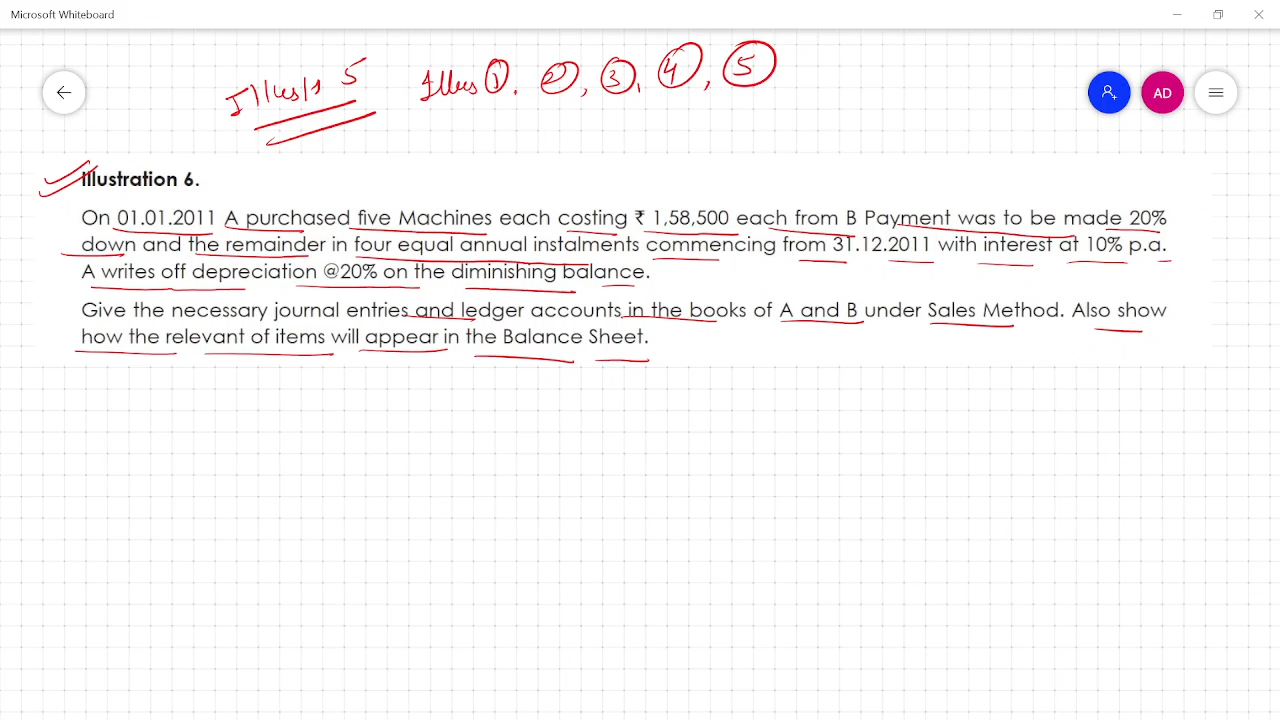 Microsoft Whiteboard
Illustr 5 Illus 1, 2, 3, 4, 5
AD
Illustration 6.
On 01.01.2011 A purchased five Machines each costing ₹ 1,58,500 each from B Payment was to be made 20%
down and the remainder in four equal annual instalments commencing from 31.12.2011 with interest at 10% p.a.
A writes off depreciation @20% on the diminishing balance.
Give the necessary journal entries and ledger accounts in the books of A and B under Sales Method. Also show
how the relevant of items will appear in the Balance Sheet.